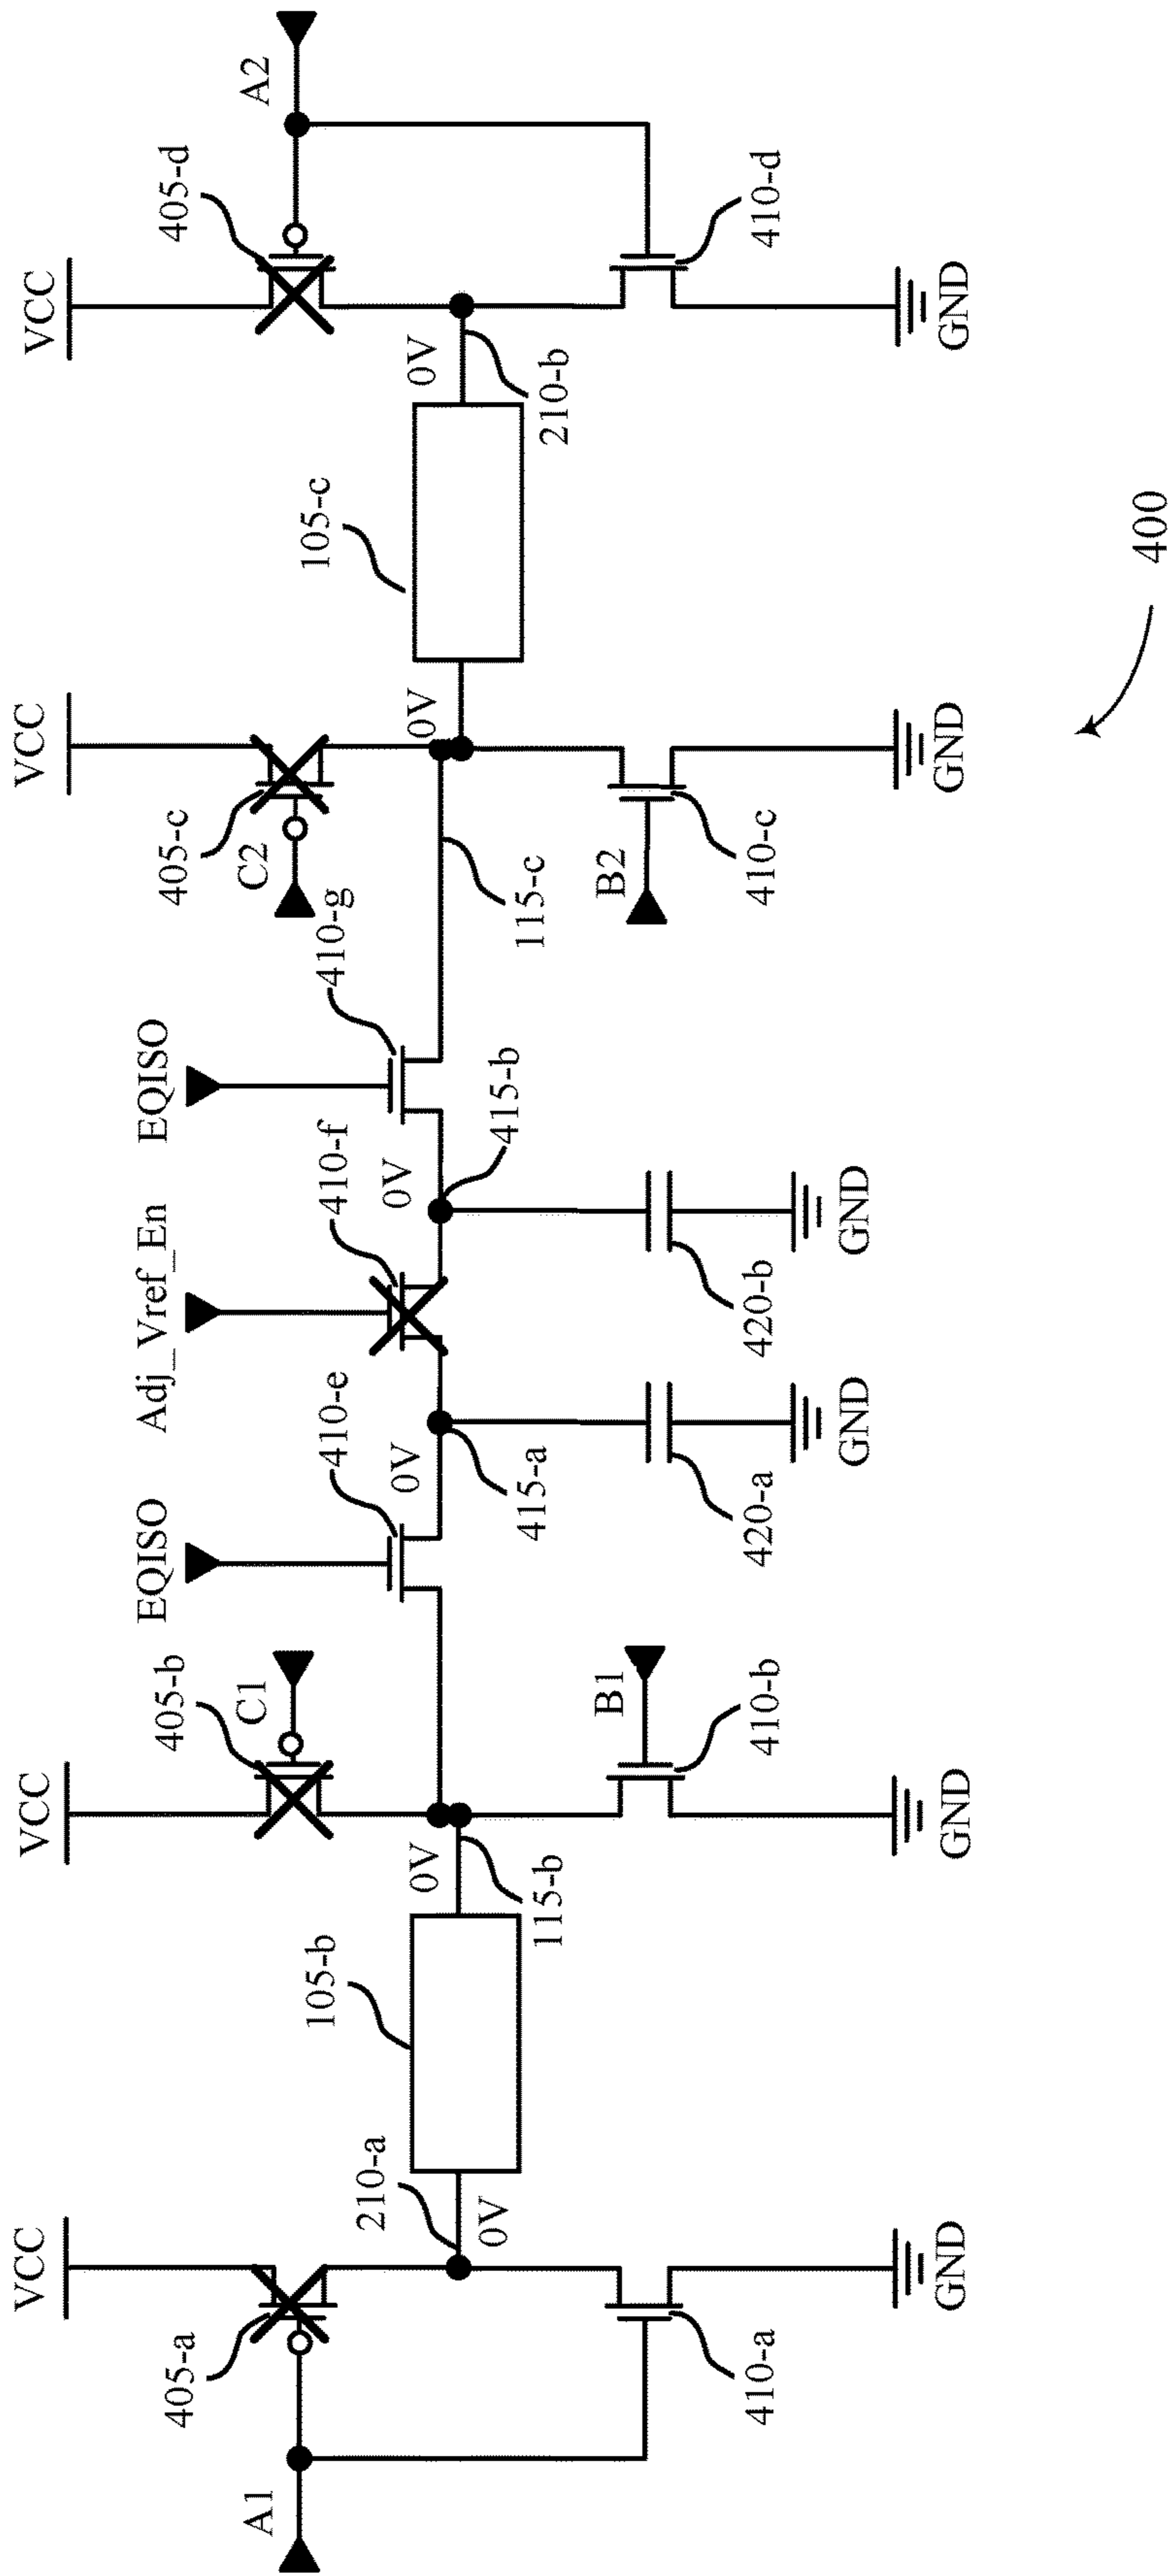 VCC
VCC
VCC
VCC
405-a
405-b
405-c
405-d
A1
C1
EQISO
Adj_Vref_En
EQISO
C2
A2
410-e
410-f
410-g
210-a
0V
105-b
0V
115-b
0V
415-a
0V
415-b
115-c
0V
105-c
0V
210-b
410-a
B1
410-b
420-a
420-b
B2
410-c
410-d
GND
GND
GND
GND
GND
GND
400